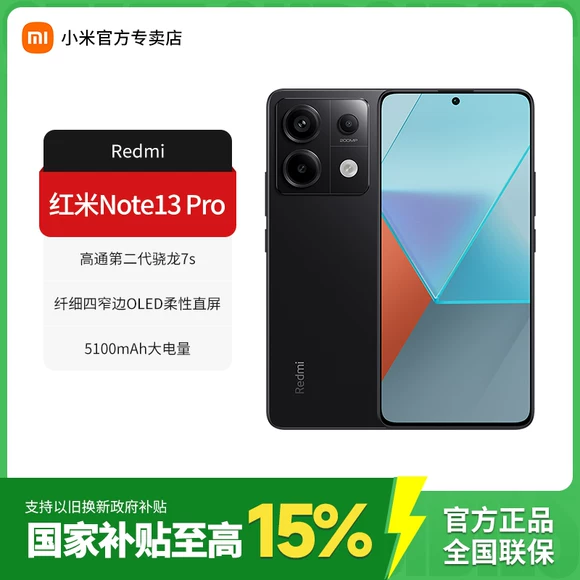 小米官方专卖店
Redmi
红米Note13 Pro
高通第二代骁龙7s
纤细四窄边OLED柔性直屏
5100mAh大电量
200MP
Redmi
支持以旧换新政府补贴
国家补贴至高15%
官方正品
全国联保